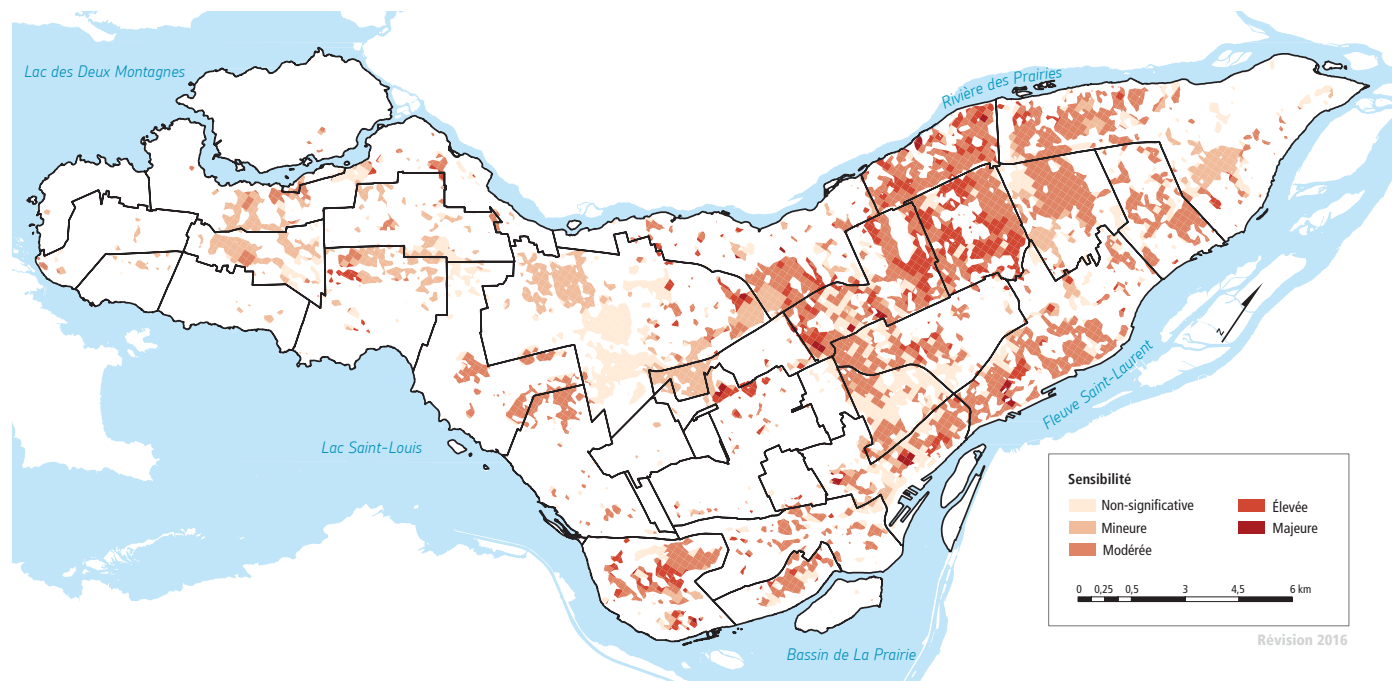 Lac des Deux Montagnes
Rivière des Prairies
Fleuve Saint-Laurent
Lac Saint-Louis
Bassin de La Prairie
N
Sensibilité
Non-significative
Mineure
Modérée
Élevée
Majeure
0 0,25 0,5 3 4,5 6 km
Révision 2016